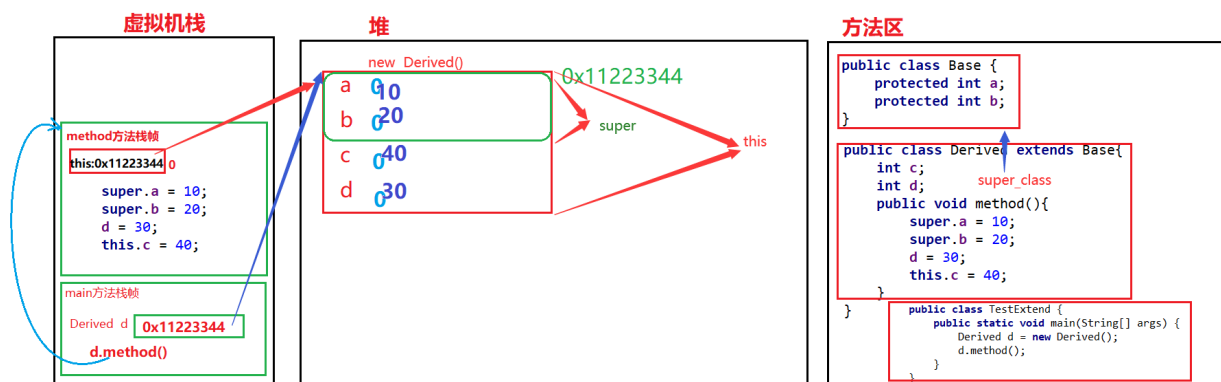 虚拟机栈
method方法栈帧
this:0x11223344 0
super.a = 10;
super.b = 20;
d = 30;
this.c = 40;
main方法栈帧
Derived d 0x11223344
d.method()
堆
new Derived()
0x11223344
a 0 10
b 0 20
c 0 40
d 0 30
super
this
方法区
public class Base {
protected int a;
protected int b;
}
public class Derived extends Base{
int c;
super_class
int d;
public void method(){
super.a = 10;
super.b = 20;
d = 30;
this.c = 40;
}
}
public class TestExtend {
public static void main(String[] args) {
Derived d = new Derived();
d.method();
}
}